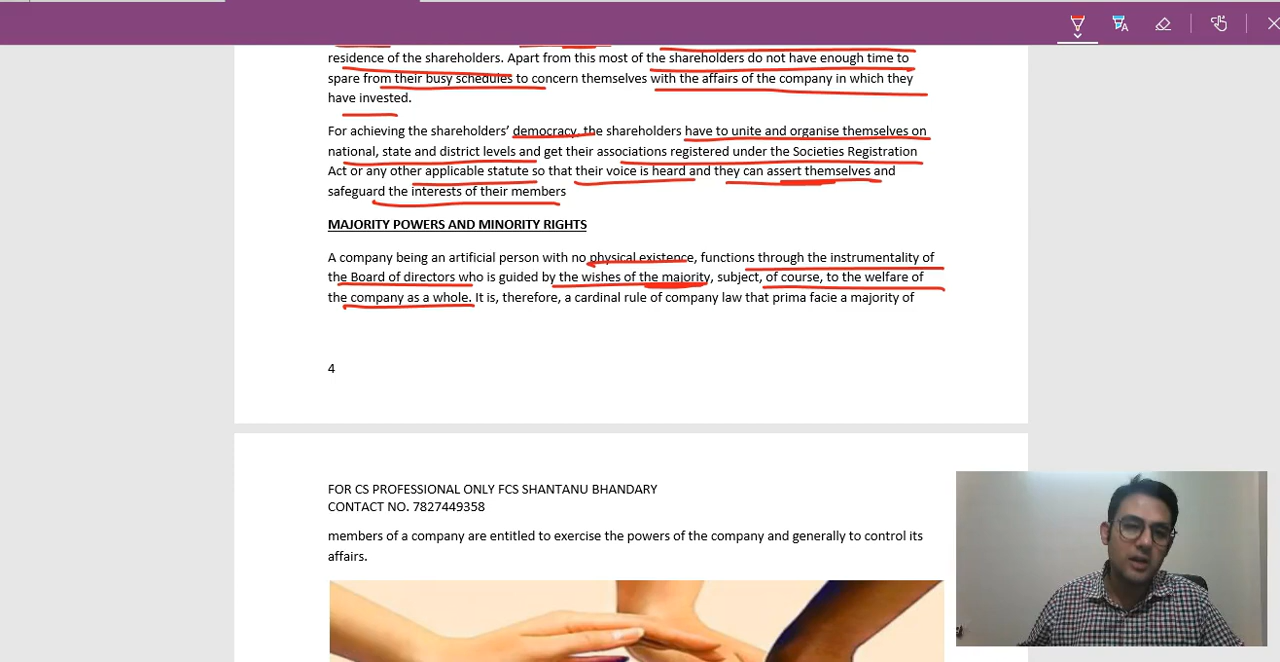 residence of the shareholders. Apart from this most of the shareholders do not have enough time to
spare from their busy schedules to concern themselves with the affairs of the company in which they
have invested.
For achieving the shareholders’ democracy, the shareholders have to unite and organise themselves on
national, state and district levels and get their associations registered under the Societies Registration
Act or any other applicable statute so that their voice is heard and they can assert themselves and
safeguard the interests of their members
MAJORITY POWERS AND MINORITY RIGHTS
A company being an artificial person with no physical existence, functions through the instrumentality of
the Board of directors who is guided by the wishes of the majority, subject, of course, to the welfare of
the company as a whole. It is, therefore, a cardinal rule of company law that prima facie a majority of
4
FOR CS PROFESSIONAL ONLY FCS SHANTANU BHANDARY
CONTACT NO. 7827449358
members of a company are entitled to exercise the powers of the company and generally to control its
affairs.